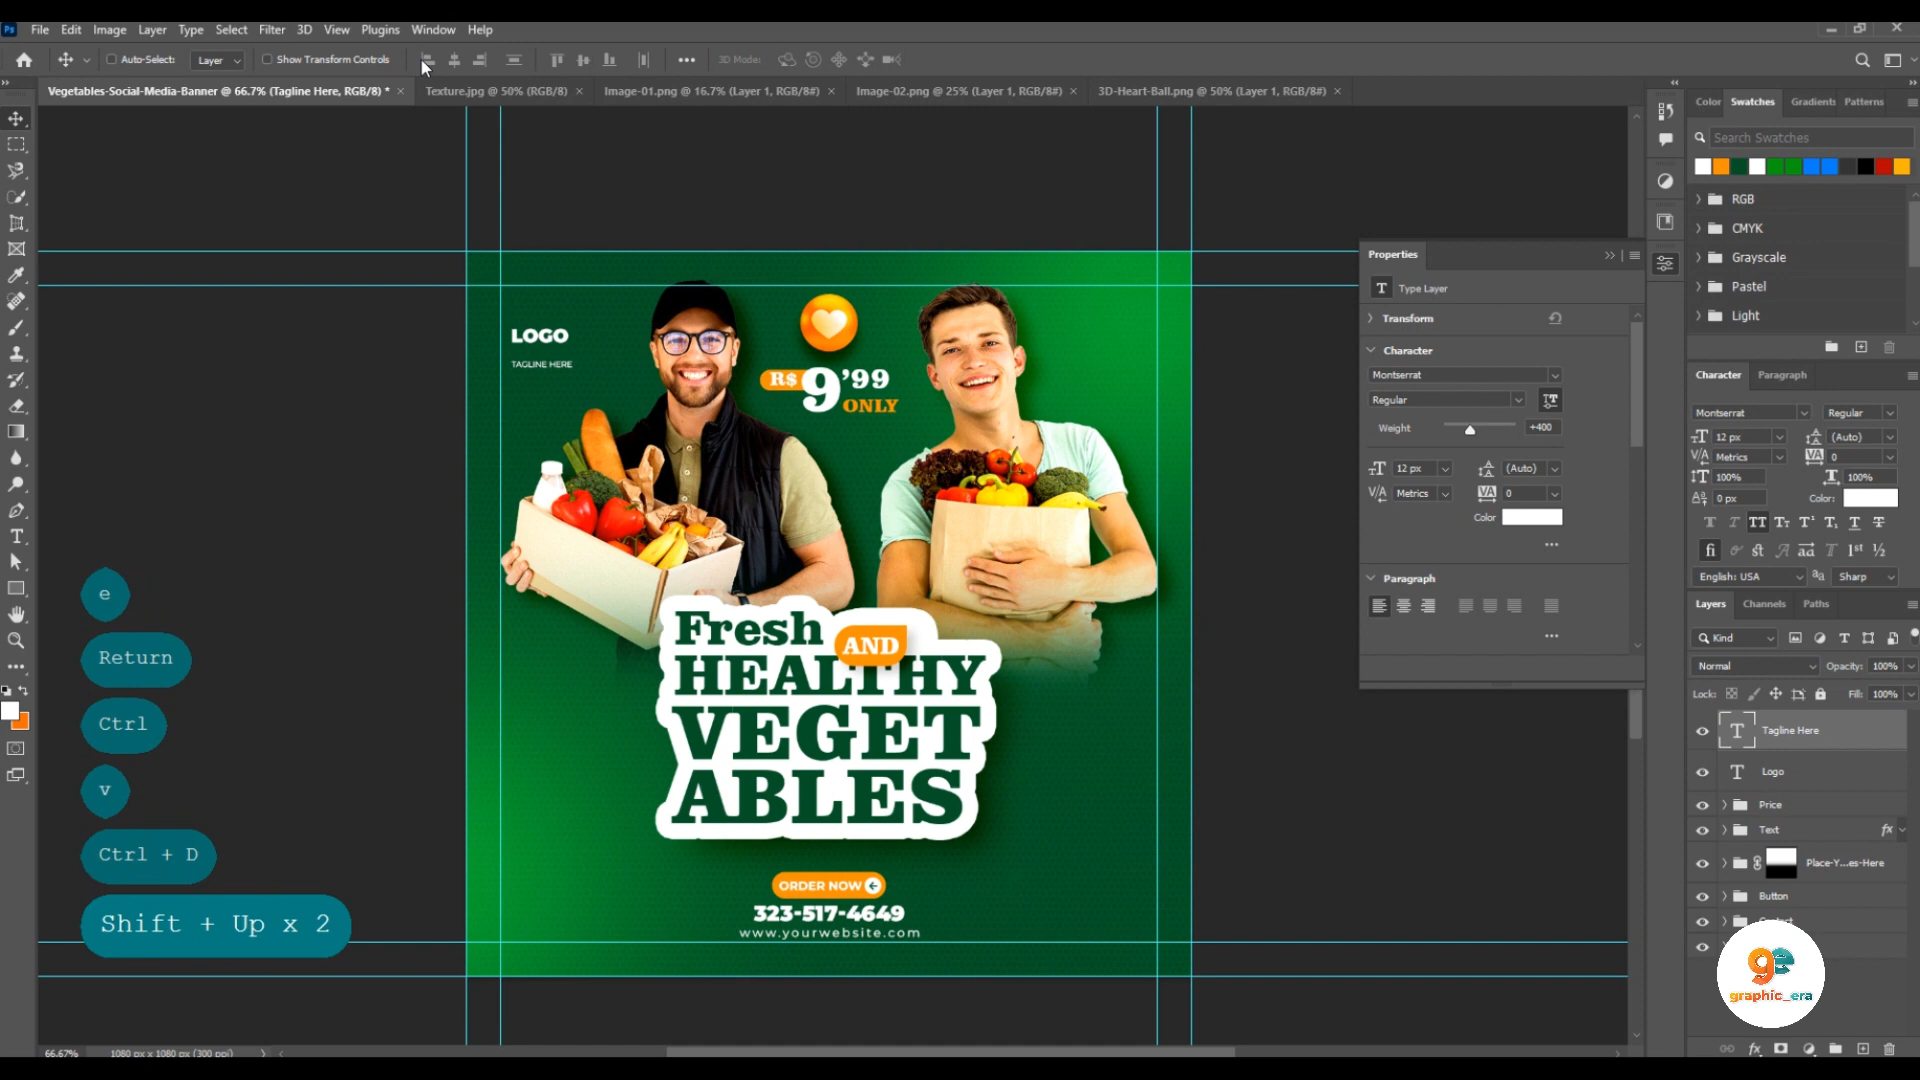 Ps File Edit Image Layer Type Select Filter 3D View Plugins Window Help
Auto-Select: Layer Show Transform Controls 3D Mode:
Vegetables-Social-Media-Banner @ 66.7% (Tagline Here, RGB/8) * Texture.jpg @ 50% (RGB/8) Image-01.png @ 16.7% (Layer 1, RGB/8#) Image-02.png @ 25% (Layer 1, RGB/8#) 3D-Heart-Ball.png @ 50% (Layer 1, RGB/8#)
Color Swatches Gradients Patterns
Search Swatches
RGB
CMYK
Grayscale
Pastel
Light
Properties
Type Layer
Transform
Character
Montserrat
Regular
Weight +400
12 px (Auto)
Metrics 0
Color
Paragraph
Character Paragraph
Montserrat Regular
12 px (Auto)
Metrics 0
100% 100%
0 px Color:
English: USA Sharp
Layers Channels Paths
Kind
Normal Opacity: 100%
Lock: Fill: 100%
Tagline Here
Logo
Price
Text fx
Place-Y...es-Here
Button
LOGO
TAGLINE HERE
R$ 9’99
ONLY
Fresh AND
HEALTHY
VEGET
ABLES
ORDER NOW
323-517-4649
www.yourwebsite.com
e
Return
Ctrl
v
Ctrl + D
Shift + Up x 2
ge
graphic_era
66.67% 1080 px x 1080 px (300 ppi)